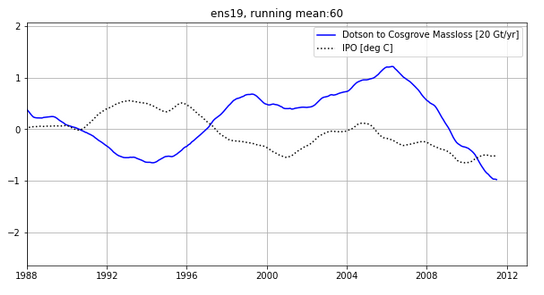 ens19, running mean:60
Dotson to Cosgrove Massloss [20 Gt/yr]
IPO [deg C]
2
1
0
−1
−2
1988 1992 1996 2000 2004 2008 2012